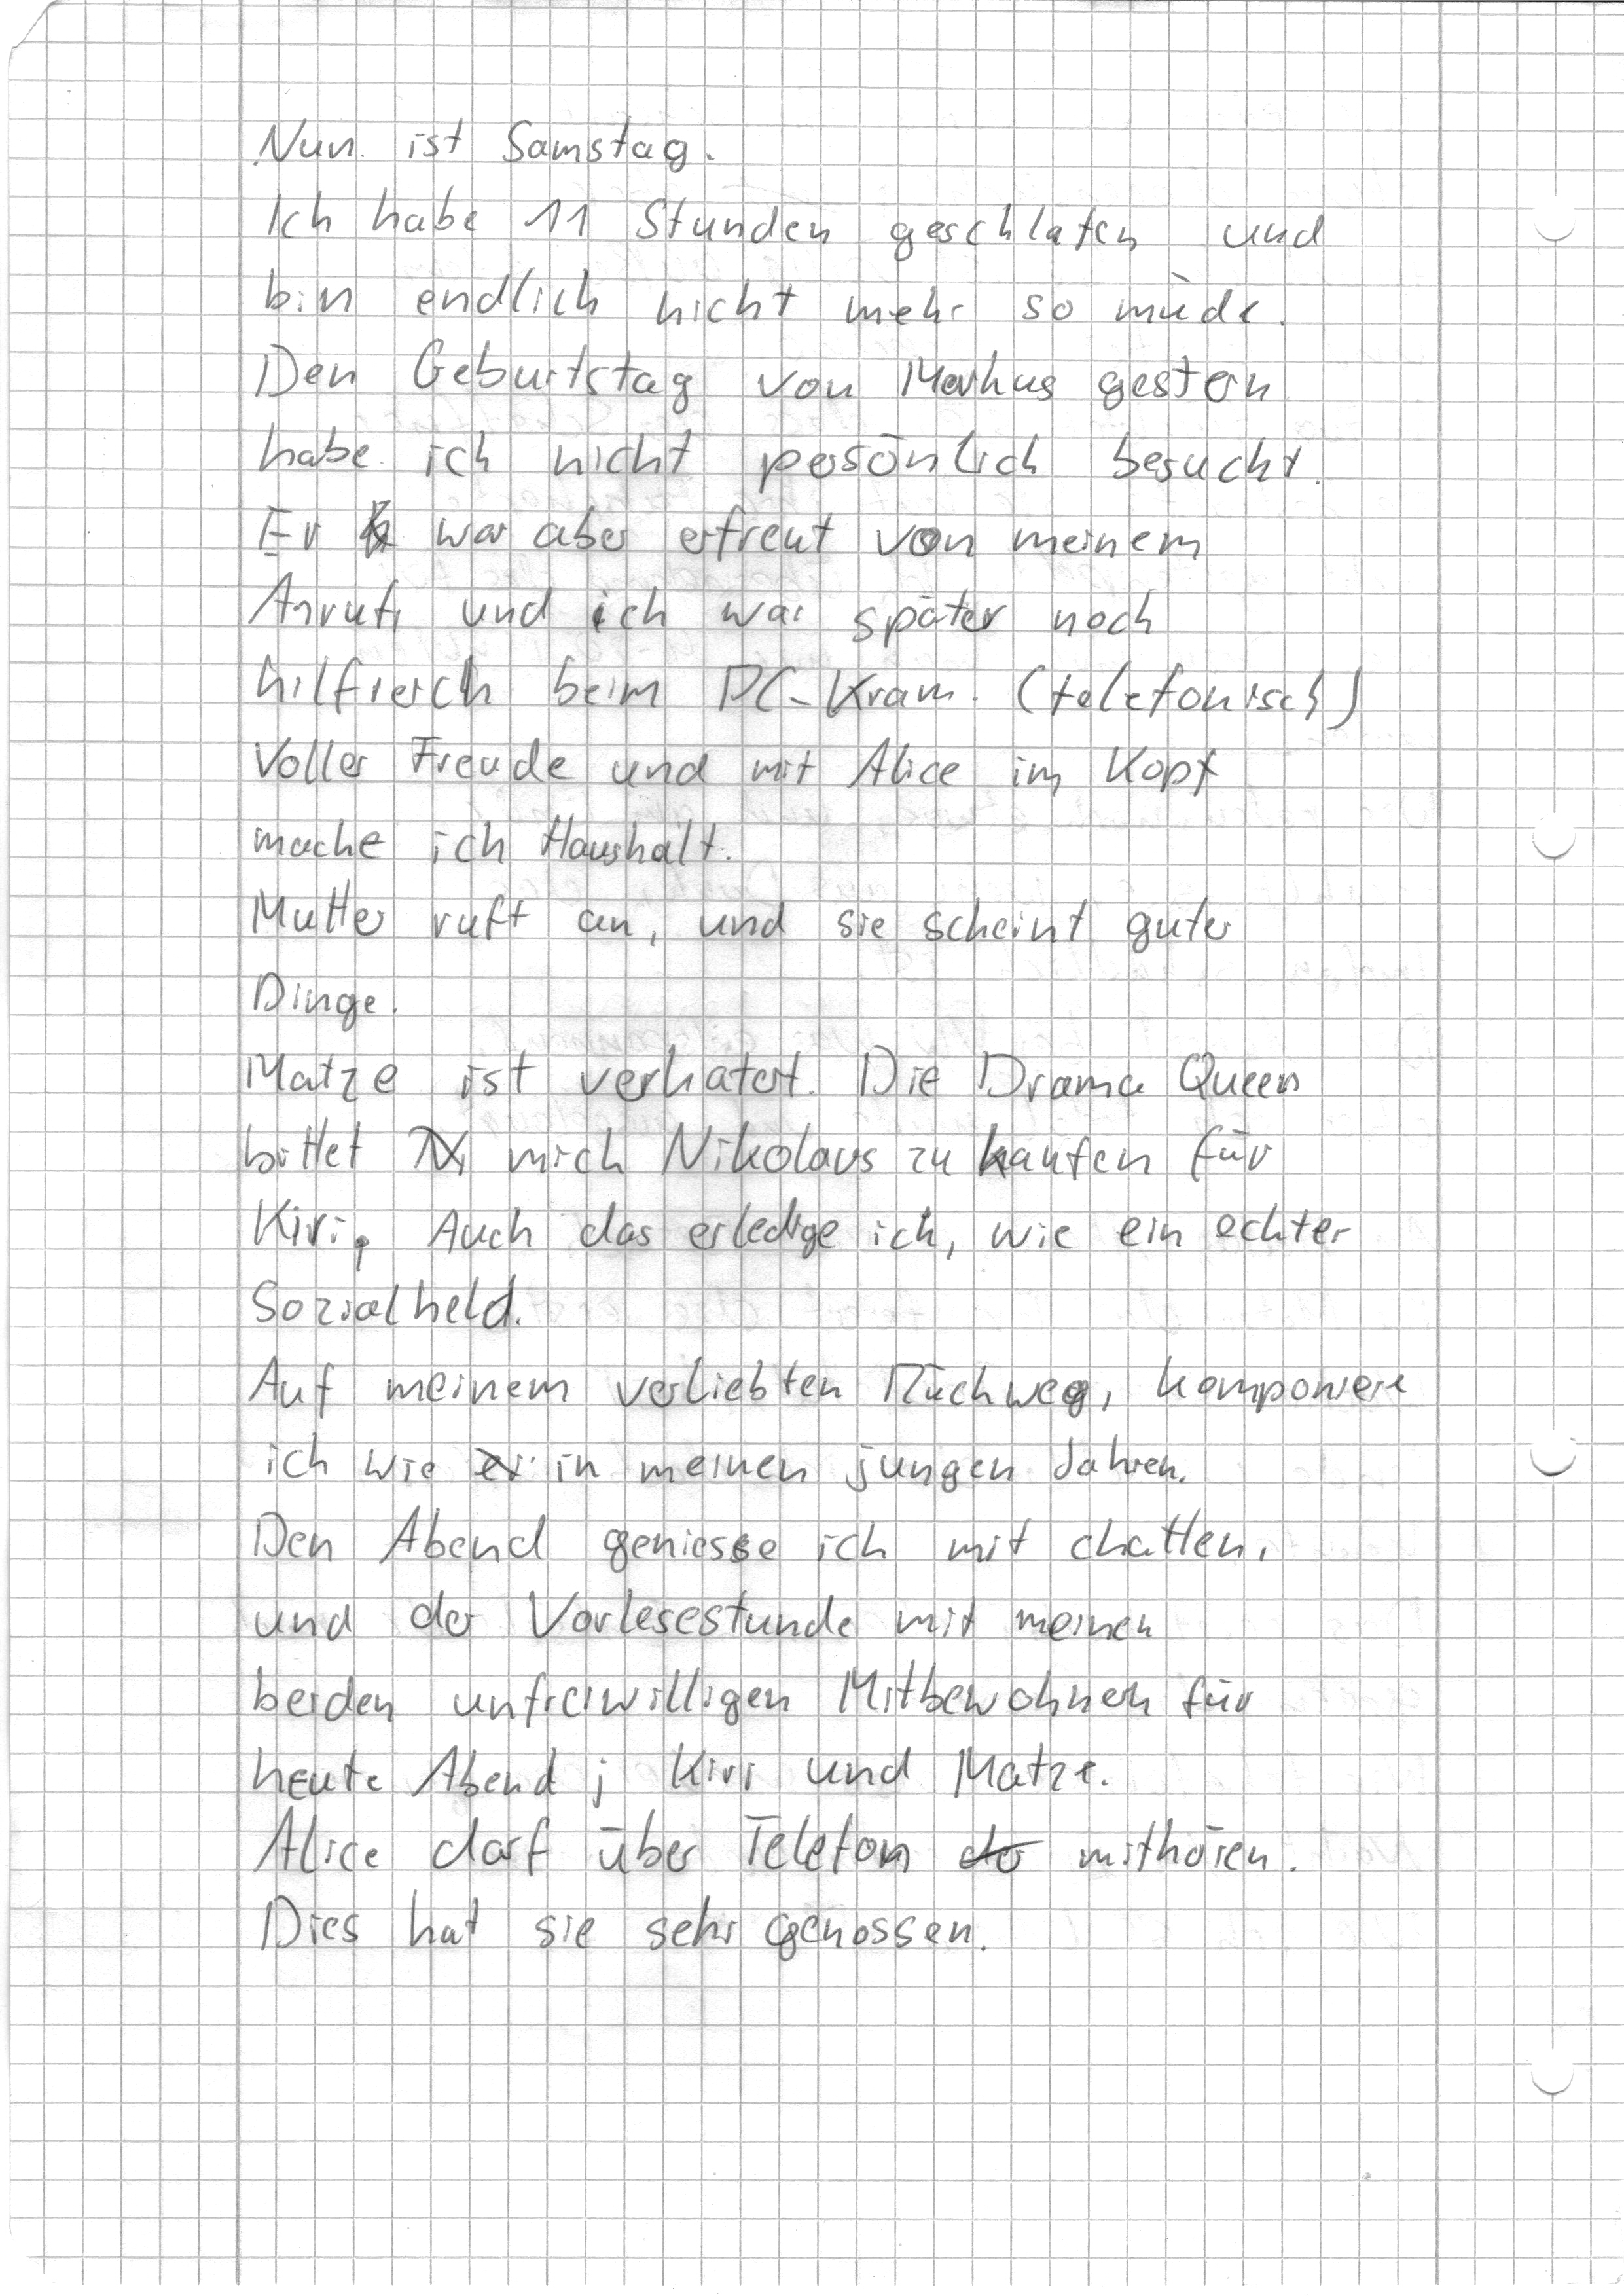 Nun ist Samstag.
Ich habe 11 Stunden geschlafen und
bin endlich nicht mehr so müde.
Den Geburtstag von Markus gestern
habe ich nicht persönlich besucht.
Er war aber erfreut von meinem
Anruf, und ich war später noch
hilfreich beim PC-Kram. (telefonisch)
Voller Freude und mit Alice im Kopf
mache ich Haushalt.
Mutter ruft an, und sie scheint guter
Dinge.
Matze ist verkatert. Die Drama Queen
bittet mich Nikolaus zu kaufen für
Kiri. Auch das erledige ich, wie ein echter
Sozialheld.
Auf meinem verliebten Rückweg, komponiere
ich wie in meinen jungen Jahren.
Den Abend geniesse ich mit chatten,
und der Vorlesestunde mit meinen
beiden unfreiwilligen Mitbewohnern für
heute Abend; Kiri und Matze.
Alice darf über Telefon mithören.
Dies hat sie sehr genossen.